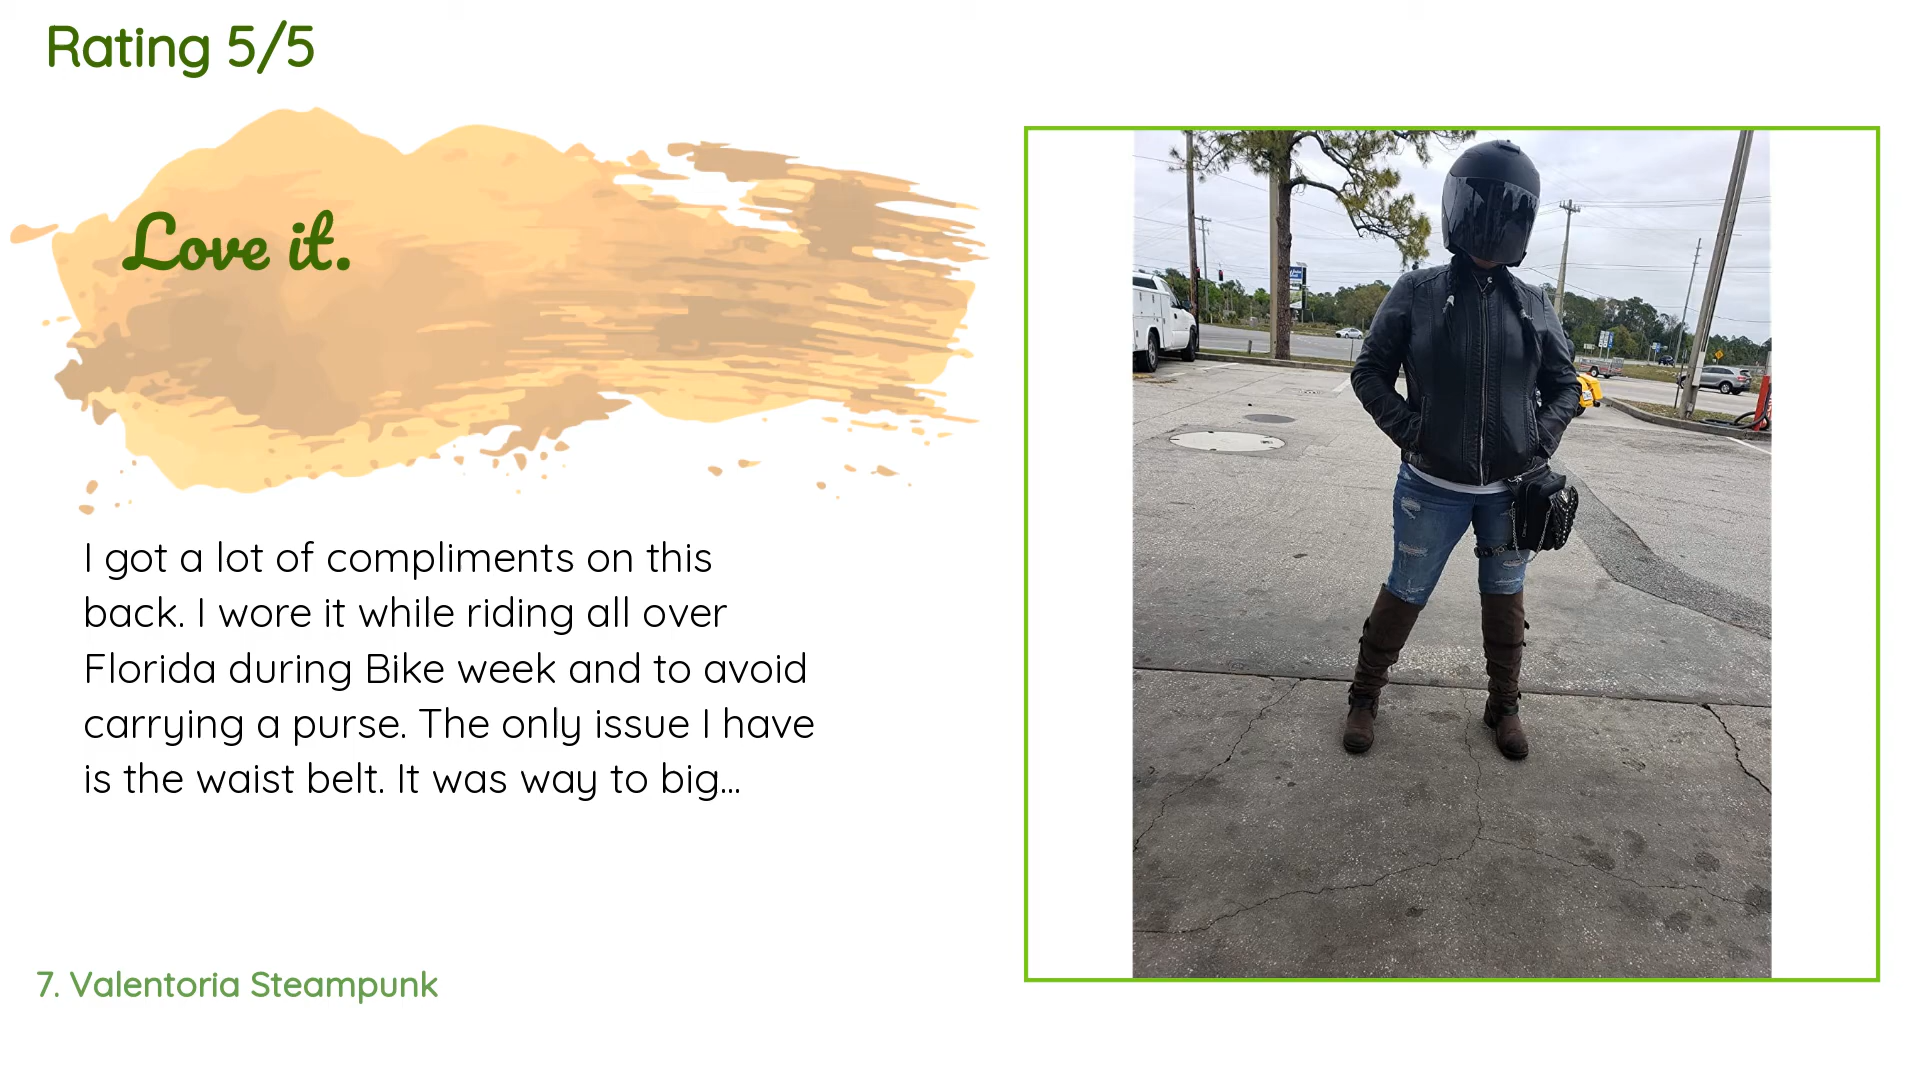 Rating 5/5
Love it.
I got a lot of compliments on this
back. I wore it while riding all over
Florida during Bike week and to avoid
carrying a purse. The only issue I have
is the waist belt. It was way to big...
7. Valentoria Steampunk